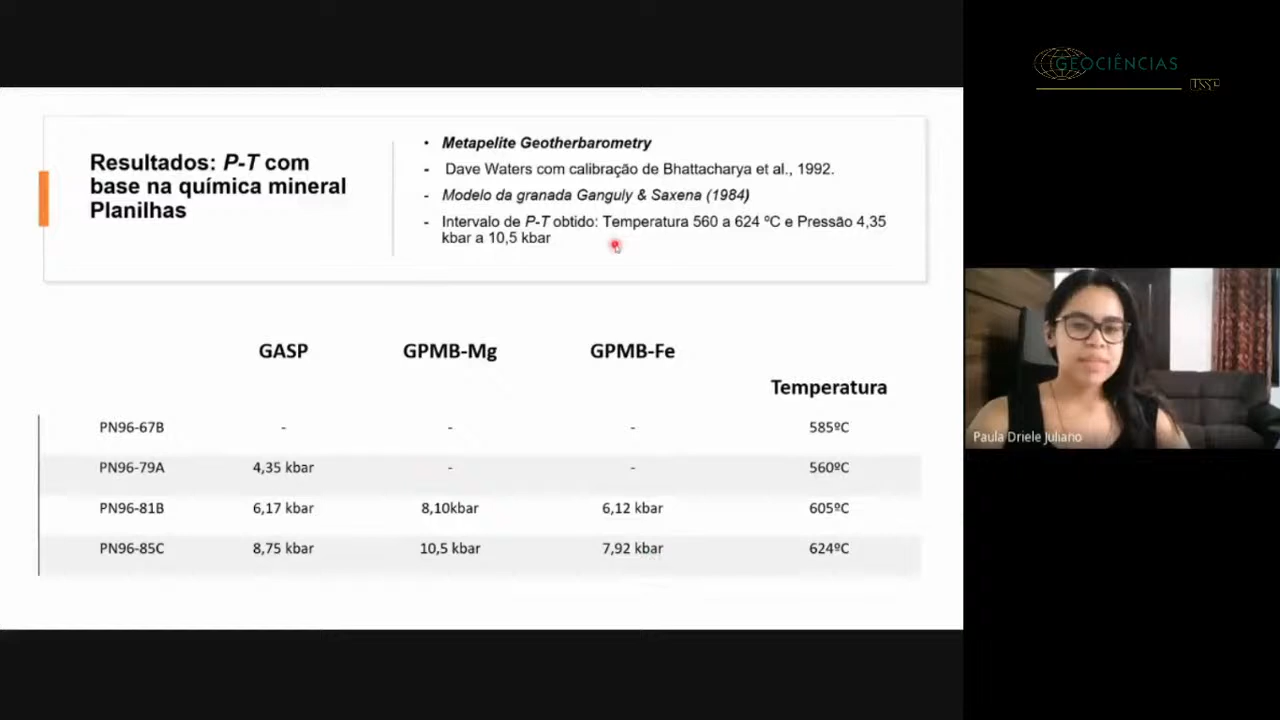 GEOCIÊNCIAS
USP
Resultados: P-T com
base na química mineral
Planilhas
• Metapelite Geotherbarometry
- Dave Waters com calibração de Bhattacharya et al., 1992.
- Modelo da granada Ganguly & Saxena (1984)
- Intervalo de P-T obtido: Temperatura 560 a 624 ºC e Pressão 4,35
kbar a 10,5 kbar
GASP GPMB-Mg GPMB-Fe
Temperatura
PN96-67B - - - 585ºC
PN96-79A 4,35 kbar - - 560ºC
PN96-81B 6,17 kbar 8,10kbar 6,12 kbar 605ºC
PN96-85C 8,75 kbar 10,5 kbar 7,92 kbar 624ºC
Paula Driele Juliano